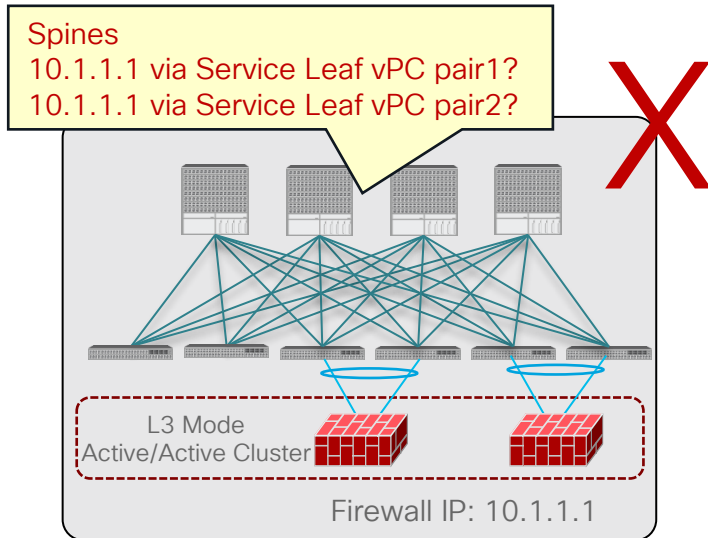 Spines
10.1.1.1 via Service Leaf vPC pair1?
10.1.1.1 via Service Leaf vPC pair2?
L3 Mode
Active/Active Cluster
Firewall IP: 10.1.1.1